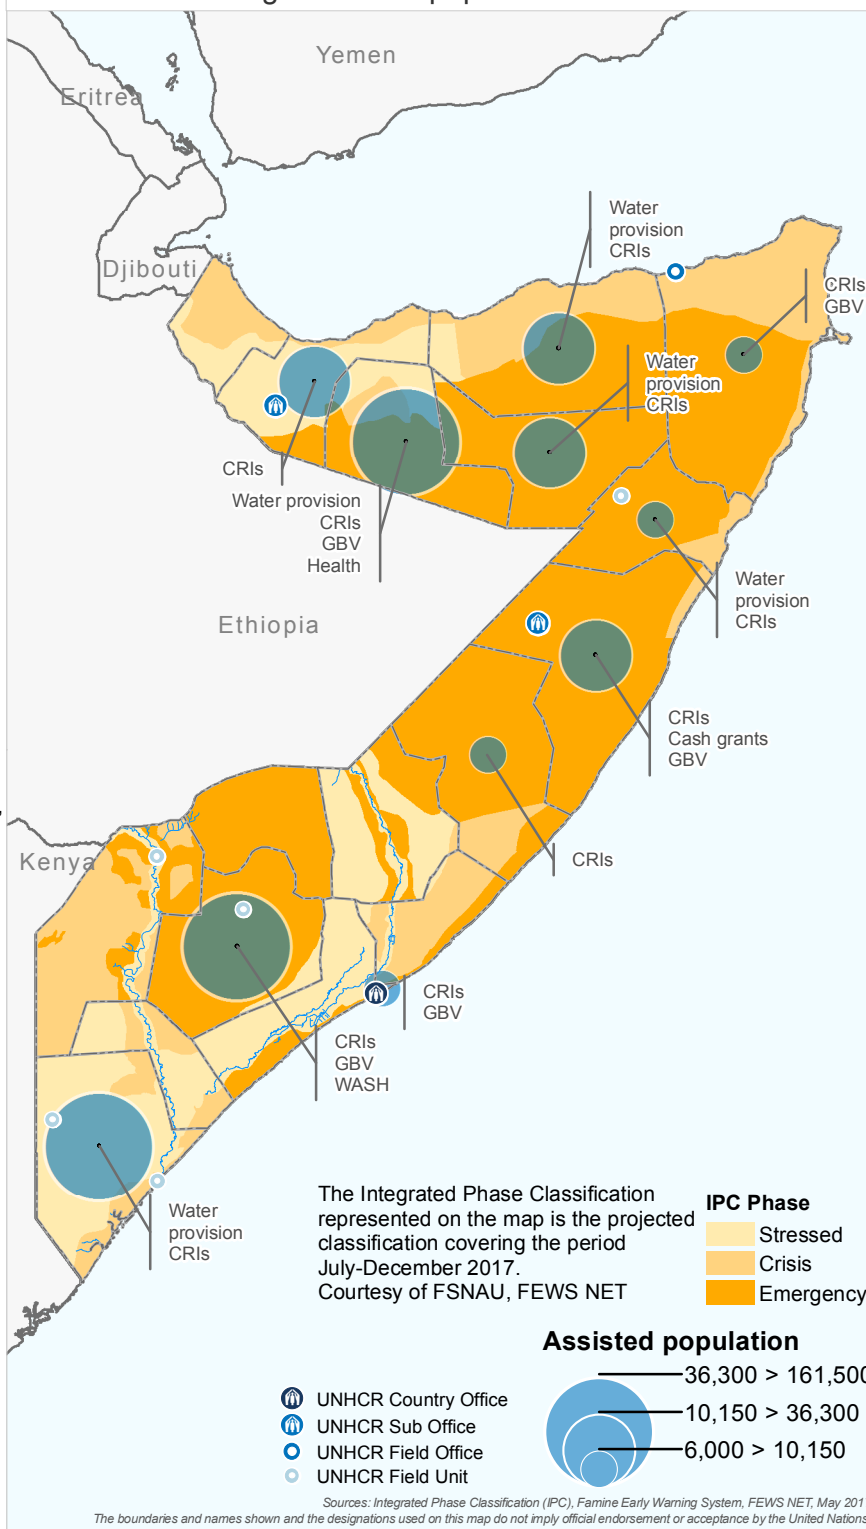 Yemen
Eritrea
Djibouti
Water
provision
CRIs
CRIs
GBV
Water
provision
CRIs
CRIs
Water provision
CRIs
GBV
Health
Water
provision
CRIs
Ethiopia
CRIs
Cash grants
GBV
CRIs
Kenya
CRIs
GBV
CRIs
GBV
WASH
Water
provision
CRIs
The Integrated Phase Classification
represented on the map is the projected
classification covering the period
July-December 2017.
Courtesy of FSNAU, FEWS NET
IPC Phase
Stressed
Crisis
Emergency
Assisted population
36,300 > 161,500
10,150 > 36,300
6,000 > 10,150
UNHCR Country Office
UNHCR Sub Office
UNHCR Field Office
UNHCR Field Unit
Sources: Integrated Phase Classification (IPC), Famine Early Warning System, FEWS NET, May 201
The boundaries and names shown and the designations used on this map do not imply official endorsement or acceptance by the United Nations